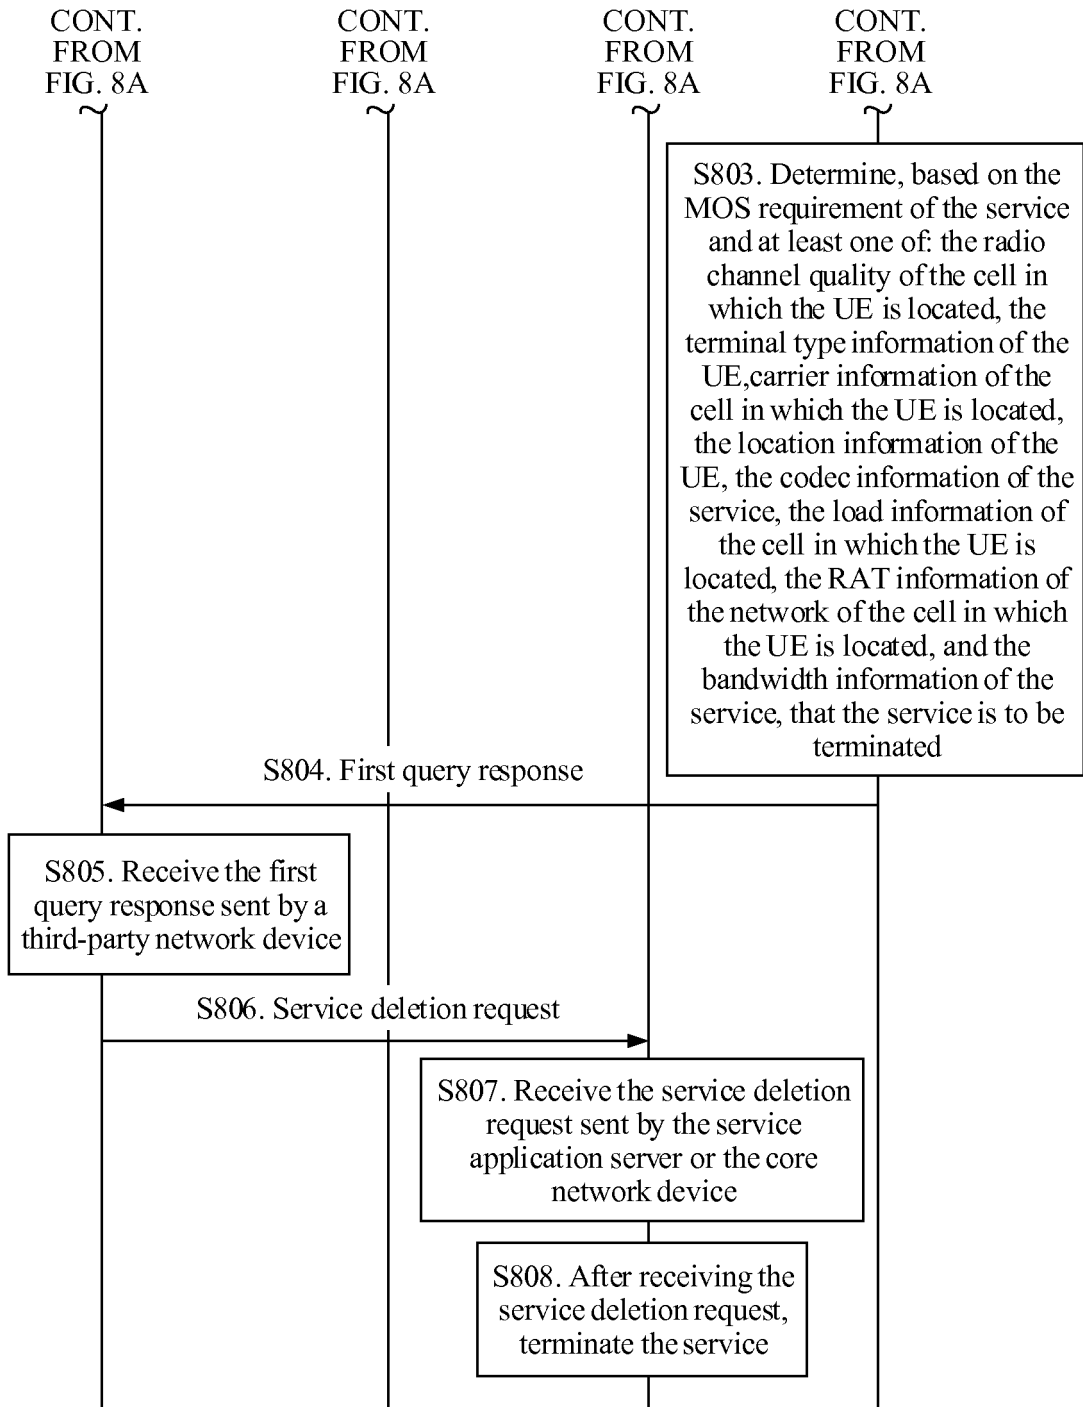 CONT.
FROM
FIG. 8A
CONT.
FROM
FIG. 8A
CONT.
FROM
FIG. 8A
CONT.
FROM
FIG. 8A
S803. Determine, based on the
MOS requirement of the service
and at least one of: the radio
channel quality of the cell in
which the UE is located, the
terminal type information of the
UE,carrier information of the
cell in which the UE is located,
the location information of the
UE, the codec information of the
service, the load information of
the cell in which the UE is
located, the RAT information of
the network of the cell in which
the UE is located, and the
bandwidth information of the
service, that the service is to be
terminated
S804. First query response
S805. Receive the first
query response sent by a
third-party network device
S806. Service deletion request
S807. Receive the service deletion
request sent by the service
application server or the core
network device
S808. After receiving the
service deletion request,
terminate the service